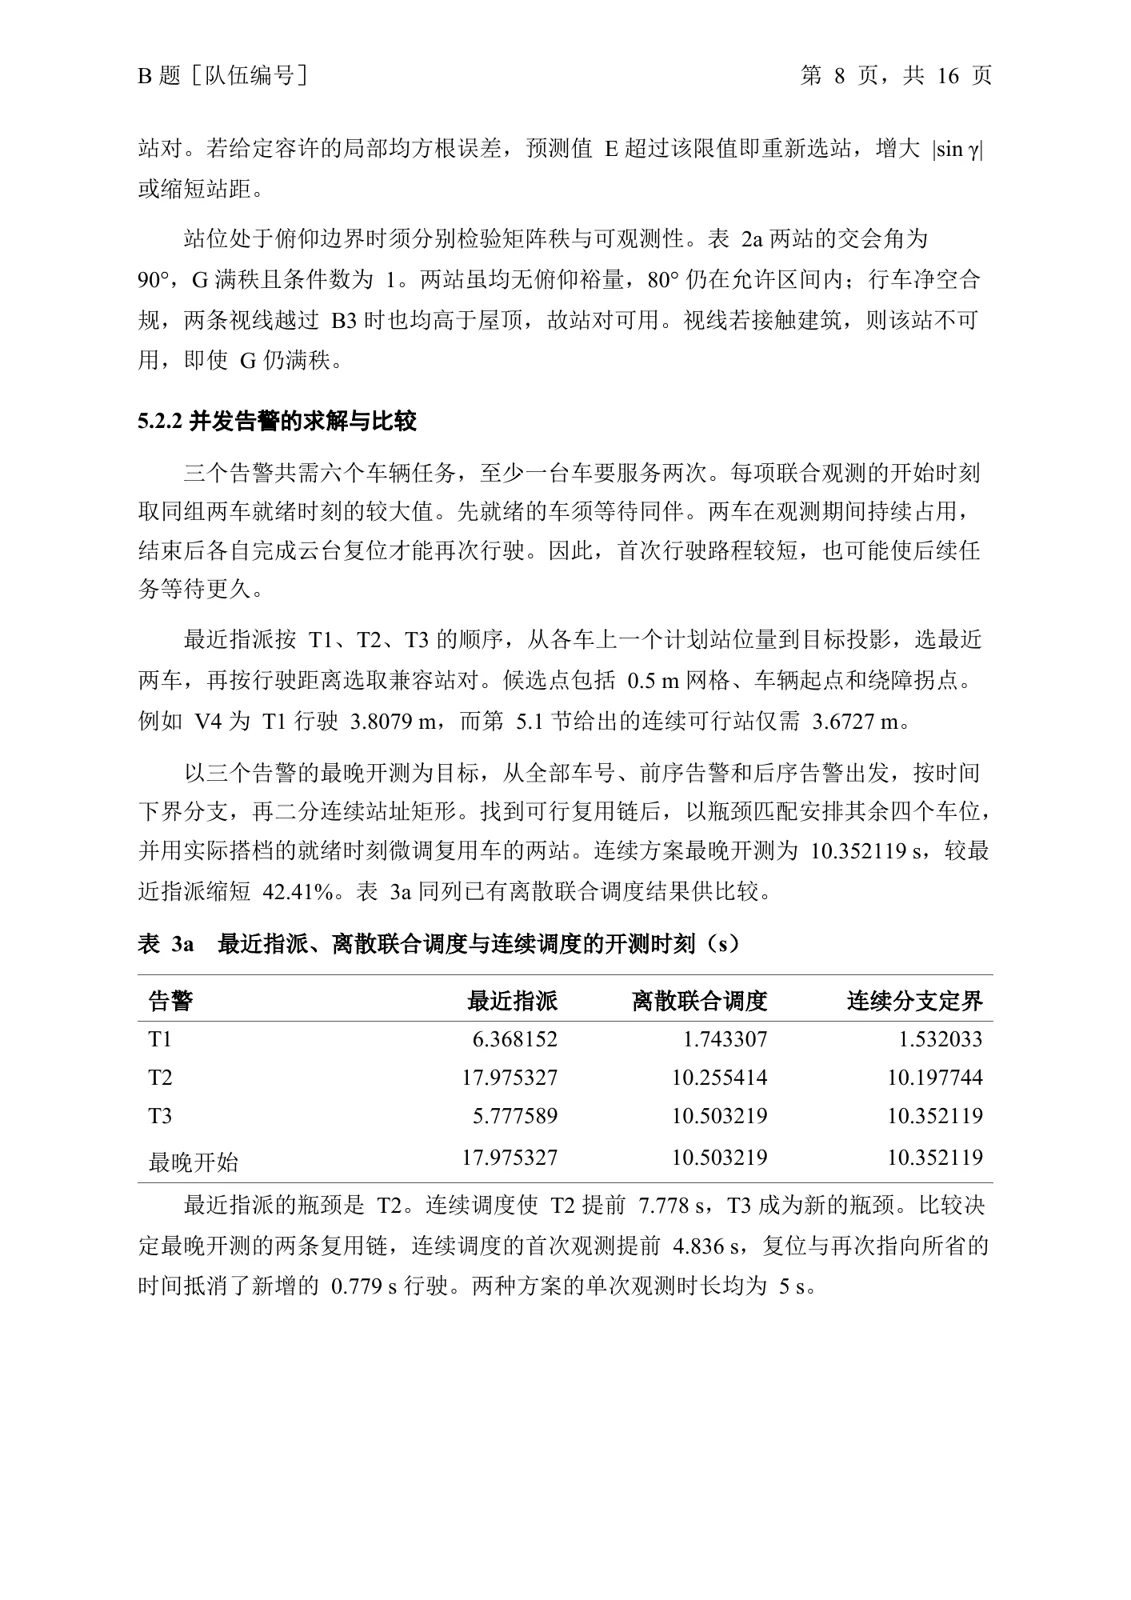 B 题［队伍编号］ 第 8 页，共 16 页
站对。若给定容许的局部均方根误差，预测值 E 超过该限值即重新选站，增大 |sin γ|
或缩短站距。
站位处于俯仰边界时须分别检验矩阵秩与可观测性。表 2a 两站的交会角为
90°，G 满秩且条件数为 1。两站虽均无俯仰裕量，80° 仍在允许区间内；行车净空合
规，两条视线越过 B3 时也均高于屋顶，故站对可用。视线若接触建筑，则该站不可
用，即使 G 仍满秩。
5.2.2 并发告警的求解与比较
三个告警共需六个车辆任务，至少一台车要服务两次。每项联合观测的开始时刻
取同组两车就绪时刻的较大值。先就绪的车须等待同伴。两车在观测期间持续占用，
结束后各自完成云台复位才能再次行驶。因此，首次行驶路程较短，也可能使后续任
务等待更久。
最近指派按 T1、T2、T3 的顺序，从各车上一个计划站位量到目标投影，选最近
两车，再按行驶距离选取兼容站对。候选点包括 0.5 m 网格、车辆起点和绕障拐点。
例如 V4 为 T1 行驶 3.8079 m，而第 5.1 节给出的连续可行站仅需 3.6727 m。
以三个告警的最晚开测为目标，从全部车号、前序告警和后序告警出发，按时间
下界分支，再二分连续站址矩形。找到可行复用链后，以瓶颈匹配安排其余四个车位，
并用实际搭档的就绪时刻微调复用车的两站。连续方案最晚开测为 10.352119 s，较最
近指派缩短 42.41%。表 3a 同列已有离散联合调度结果供比较。
表 3a 最近指派、离散联合调度与连续调度的开测时刻（s）
告警 最近指派 离散联合调度 连续分支定界
T1 6.368152 1.743307 1.532033
T2 17.975327 10.255414 10.197744
T3 5.777589 10.503219 10.352119
最晚开始 17.975327 10.503219 10.352119
最近指派的瓶颈是 T2。连续调度使 T2 提前 7.778 s，T3 成为新的瓶颈。比较决
定最晚开测的两条复用链，连续调度的首次观测提前 4.836 s，复位与再次指向所省的
时间抵消了新增的 0.779 s 行驶。两种方案的单次观测时长均为 5 s。